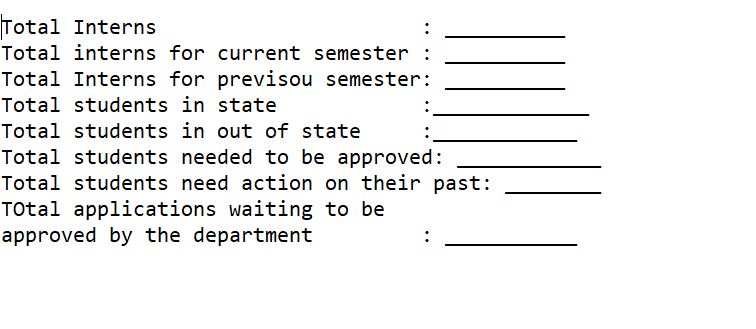 Total Interns                      : __________
Total interns for current semester : __________
Total Interns for previsou semester: __________
Total students in state            :_____________
Total students in out of state     :____________
Total students needed to be approved: ____________
Total students need action on their past: ________
TOtal applications waiting to be
approved by the department         : ___________